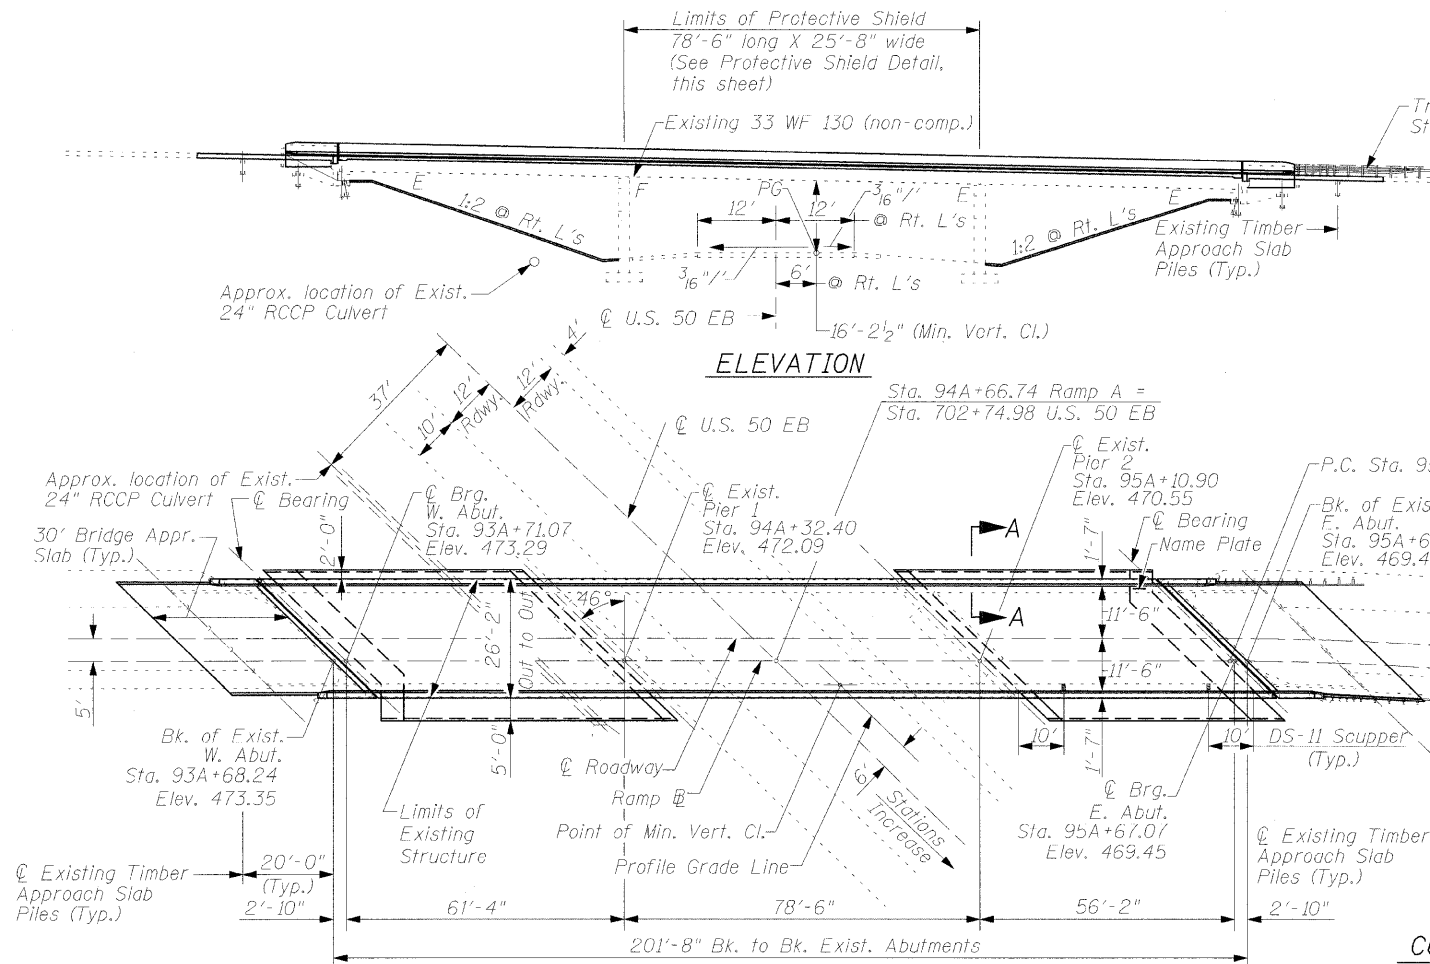 Limits of Protective Shield
78'-6" long X 25'-8" wide
(See Protective Shield Detail,
this sheet)
Existing 33 WF 130 (non-comp.)
E
F
PG
3/16"/'
E
E
12'
12'
@ Rt. L's
1:2 @ Rt. L's
1:2 @ Rt. L's
Existing Timber
Approach Slab
Piles (Typ.)
3/16"/'
6'
@ Rt. L's
Approx. location of Exist.
24" RCCP Culvert
℄ U.S. 50 EB
16'-2½" (Min. Vert. Cl.)
ELEVATION
4'
37'
12'
Rdwy.
12'
Rdwy.
10'
℄ U.S. 50 EB
Sta. 94A+66.74 Ramp A =
Sta. 702+74.98 U.S. 50 EB
Approx. location of Exist.
24" RCCP Culvert
℄ Bearing
30' Bridge Appr.
Slab (Typ.)
2'-0"
℄ Brg.
W. Abut.
Sta. 93A+71.07
Elev. 473.29
℄ Exist.
Pier 1
Sta. 94A+32.40
Elev. 472.09
℄ Exist.
Pier 2
Sta. 95A+10.90
Elev. 470.55
P.C. Sta.
Bk. of
E. Abut.
℄ Bearing
Name Plate
A
A
1'-7"
46°
26'-2"
Out to Out
11'-6"
11'-6"
5'
5'-0"
1'-7"
10'
10'
DS-11 Scupper
(Typ.)
Bk. of Exist.
W. Abut.
Sta. 93A+68.24
Elev. 473.35
Limits of
Existing
Structure
℄ Roadway
Ramp ℄
Point of Min. Vert. Cl.
Profile Grade Line
6'
Stations
Increase
℄ Brg.
E. Abut.
Sta. 95A+67.07
Elev. 469.45
℄ Existing Timber
Approach Slab
Piles (Typ.)
℄ Existing Timber
Approach Slab
Piles (Typ.)
20'-0"
(Typ.)
2'-10"
61'-4"
78'-6"
56'-2"
2'-10"
201'-8" Bk. to Bk. Exist. Abutments